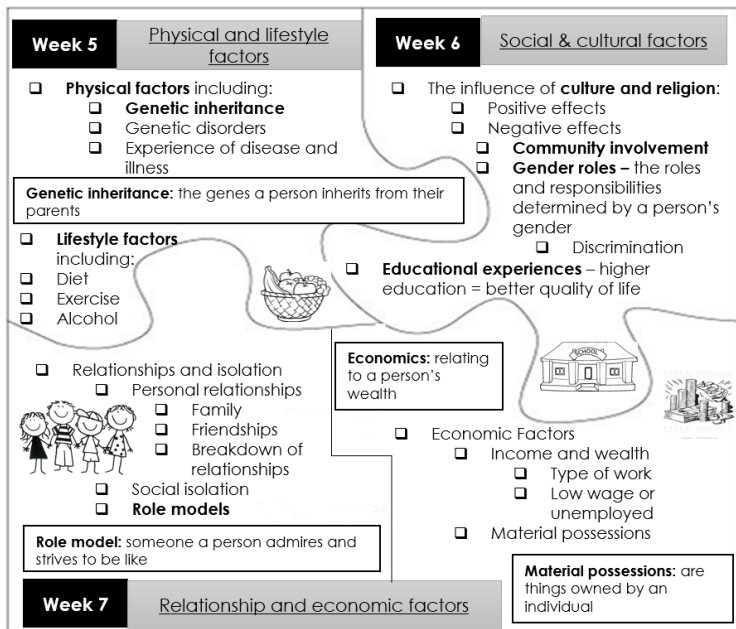 Week 5
Physical and lifestyle
factors
❑ Physical factors including:
❑ Genetic inheritance
❑ Genetic disorders
❑ Experience of disease and
illness
Genetic inheritance: the genes a person inherits from their
parents
❑ Lifestyle factors
including:
❑ Diet
❑ Exercise
❑ Alcohol
Week 6
Social & cultural factors
❑ The influence of culture and religion:
❑ Positive effects
❑ Negative effects
❑ Community involvement
❑ Gender roles – the roles
and responsibilities
determined by a person's
gender
❑ Discrimination
❑ Educational experiences – higher
education = better quality of life
SCHOOL
❑ Relationships and isolation
❑ Personal relationships
❑ Family
❑ Friendships
❑ Breakdown of
relationships
❑ Social isolation
❑ Role models
Role model: someone a person admires and
strives to be like
Economics: relating
to a person's
wealth
❑ Economic Factors
❑ Income and wealth
❑ Type of work
❑ Low wage or
unemployed
❑ Material possessions
Material possessions: are
things owned by an
individual
Week 7
Relationship and economic factors